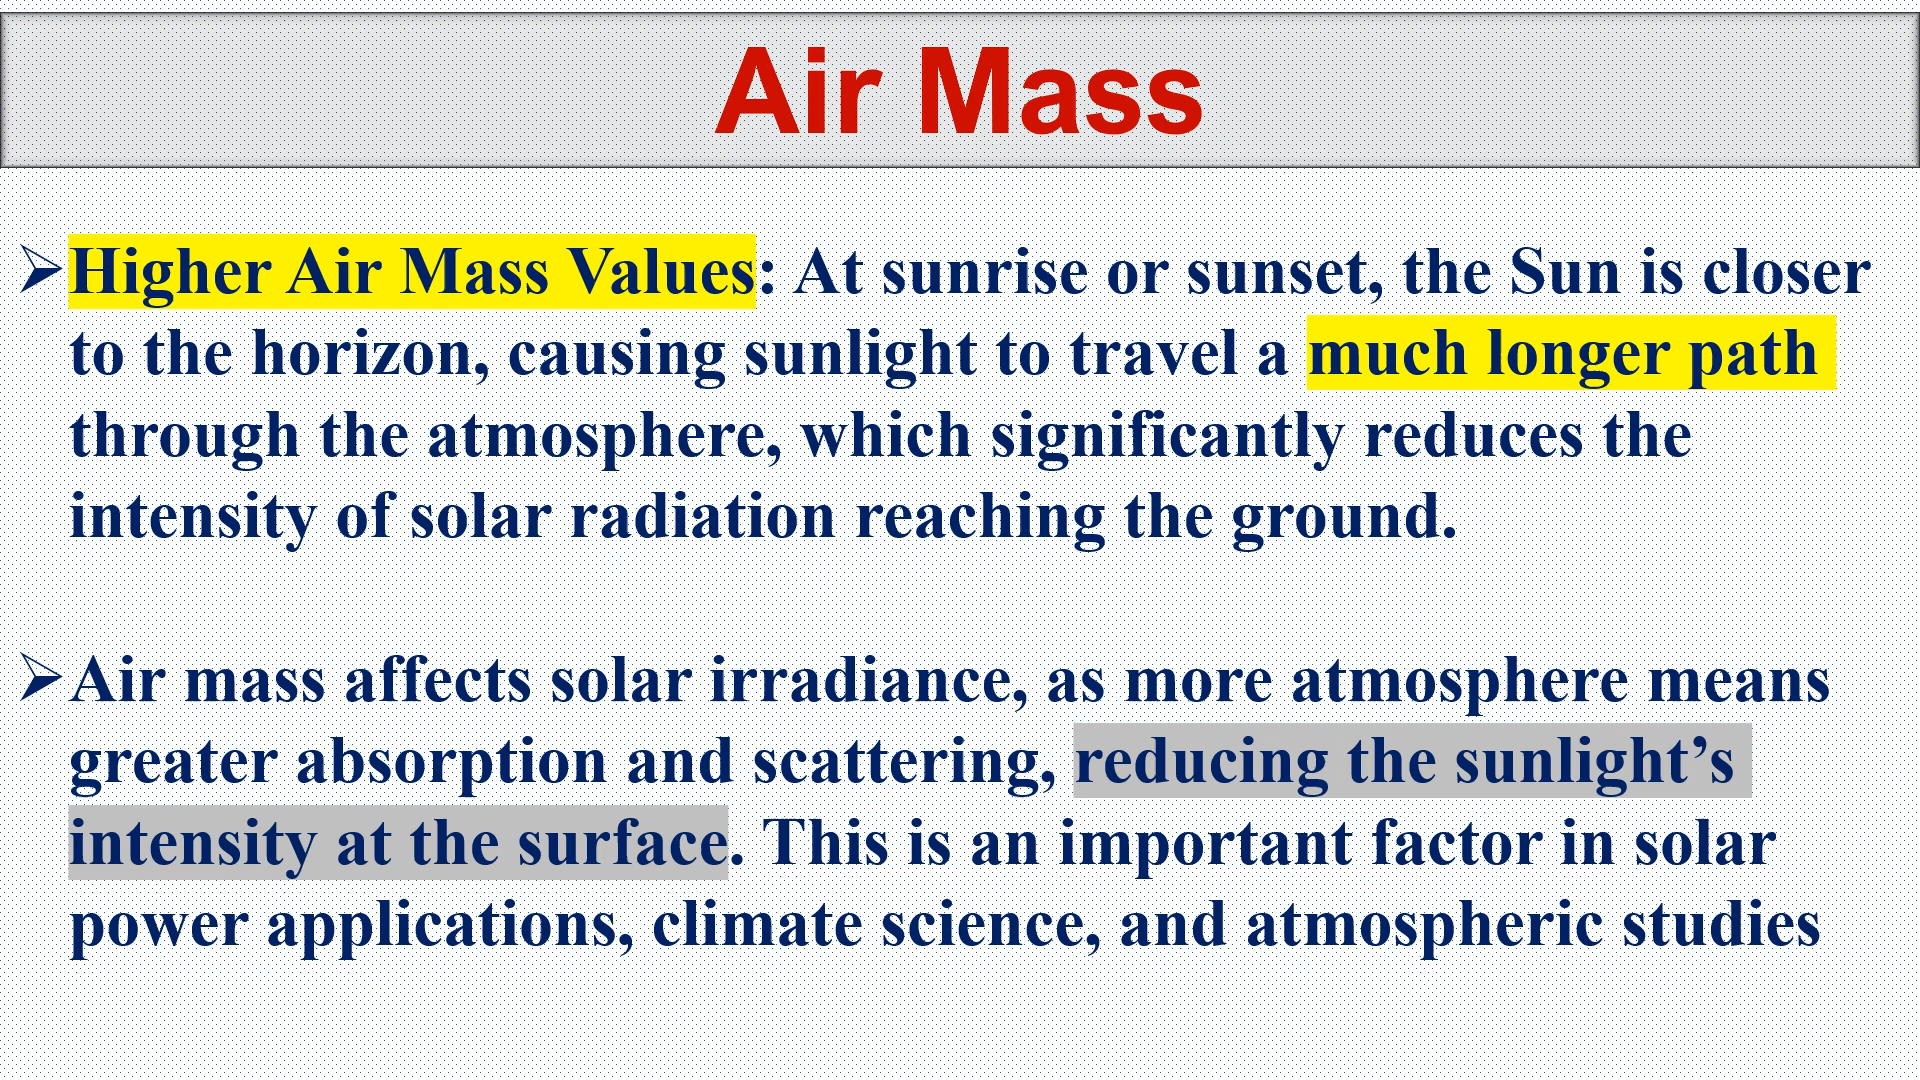 Air Mass
➢Higher Air Mass Values: At sunrise or sunset, the Sun is closer
to the horizon, causing sunlight to travel a much longer path
through the atmosphere, which significantly reduces the
intensity of solar radiation reaching the ground.
➢Air mass affects solar irradiance, as more atmosphere means
greater absorption and scattering, reducing the sunlight’s
intensity at the surface. This is an important factor in solar
power applications, climate science, and atmospheric studies